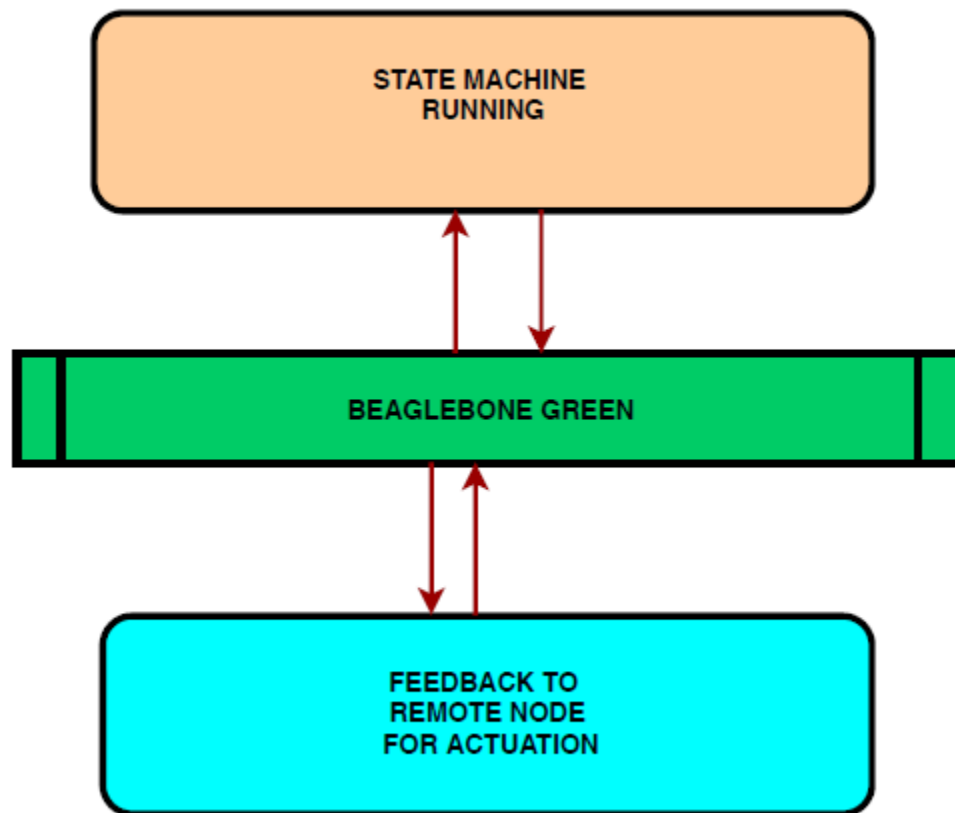 STATE MACHINE
RUNNING
BEAGLEBONE GREEN
FEEDBACK TO
REMOTE NODE
FOR ACTUATION